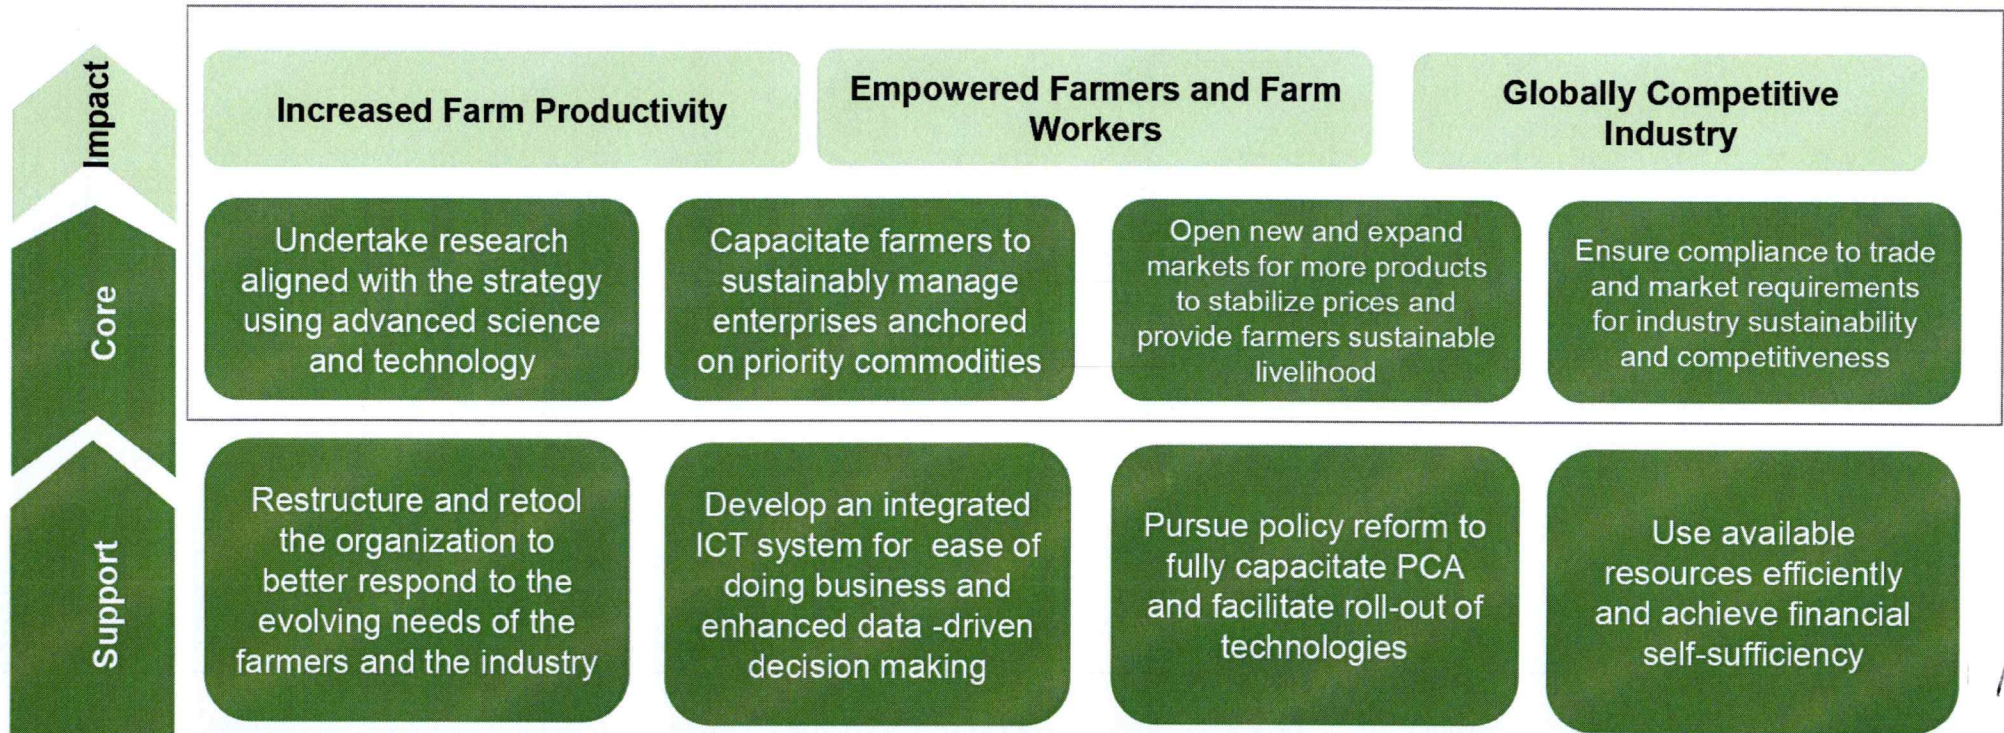 Impact
Increased Farm Productivity
Empowered Farmers and Farm
Workers
Globally Competitive
Industry
Core
Undertake research
aligned with the strategy
using advanced science
and technology
Capacitate farmers to
sustainably manage
enterprises anchored
on priority commodities
Open new and expand
markets for more products
to stabilize prices and
provide farmers sustainable
livelihood
Ensure compliance to trade
and market requirements
for industry sustainability
and competitiveness
Support
Restructure and retool
the organization to
better respond to the
evolving needs of the
farmers and the industry
Develop an integrated
ICT system for ease of
doing business and
enhanced data -driven
decision making
Pursue policy reform to
fully capacitate PCA
and facilitate roll-out of
technologies
Use available
resources efficiently
and achieve financial
self-sufficiency